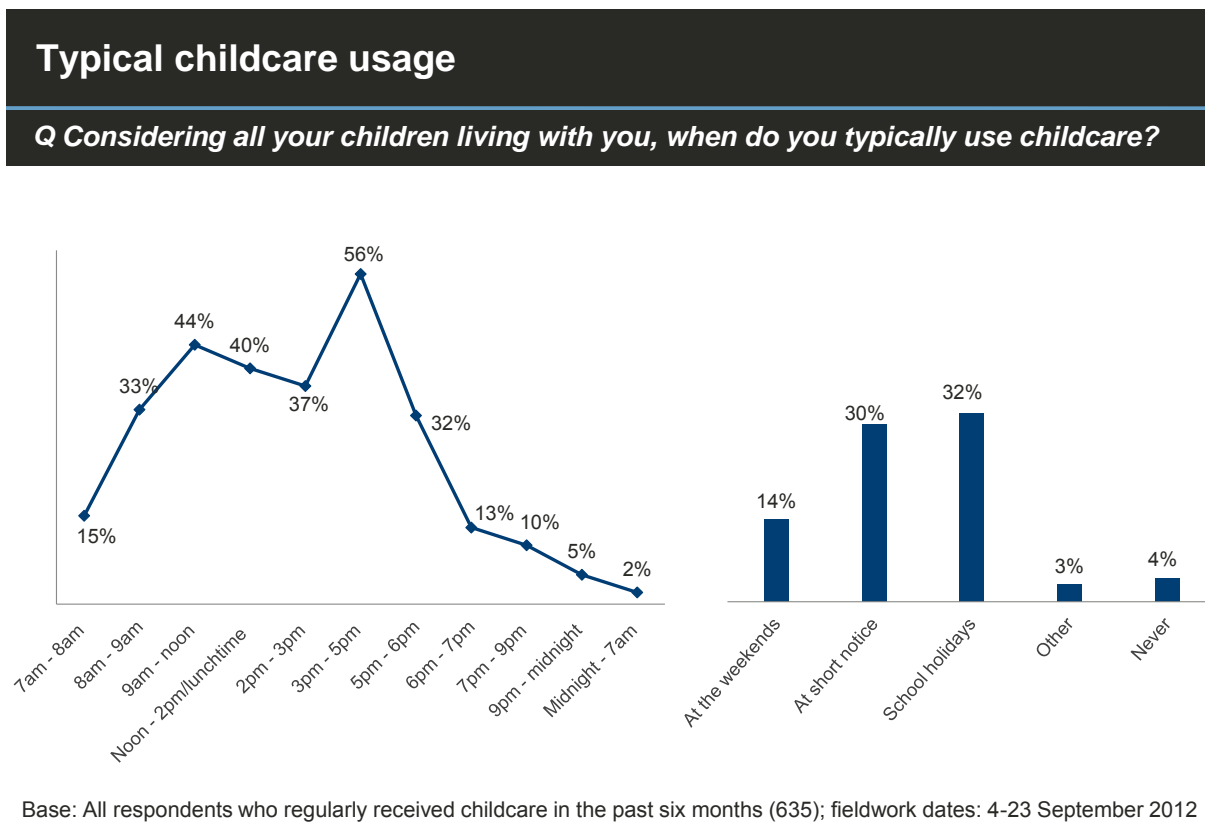 Typical childcare usage
Q Considering all your children living with you, when do you typically use childcare?
15%
33%
44%
40%
37%
56%
32%
13%
10%
5%
2%
7am - 8am
8am - 9am
9am - noon
Noon - 2pm/lunchtime
2pm - 3pm
3pm - 5pm
5pm - 6pm
6pm - 7pm
7pm - 9pm
9pm - midnight
Midnight - 7am
14%
30%
32%
3%
4%
At the weekends
At short notice
School holidays
Other
Never
Base: All respondents who regularly received childcare in the past six months (635); fieldwork dates: 4-23 September 2012